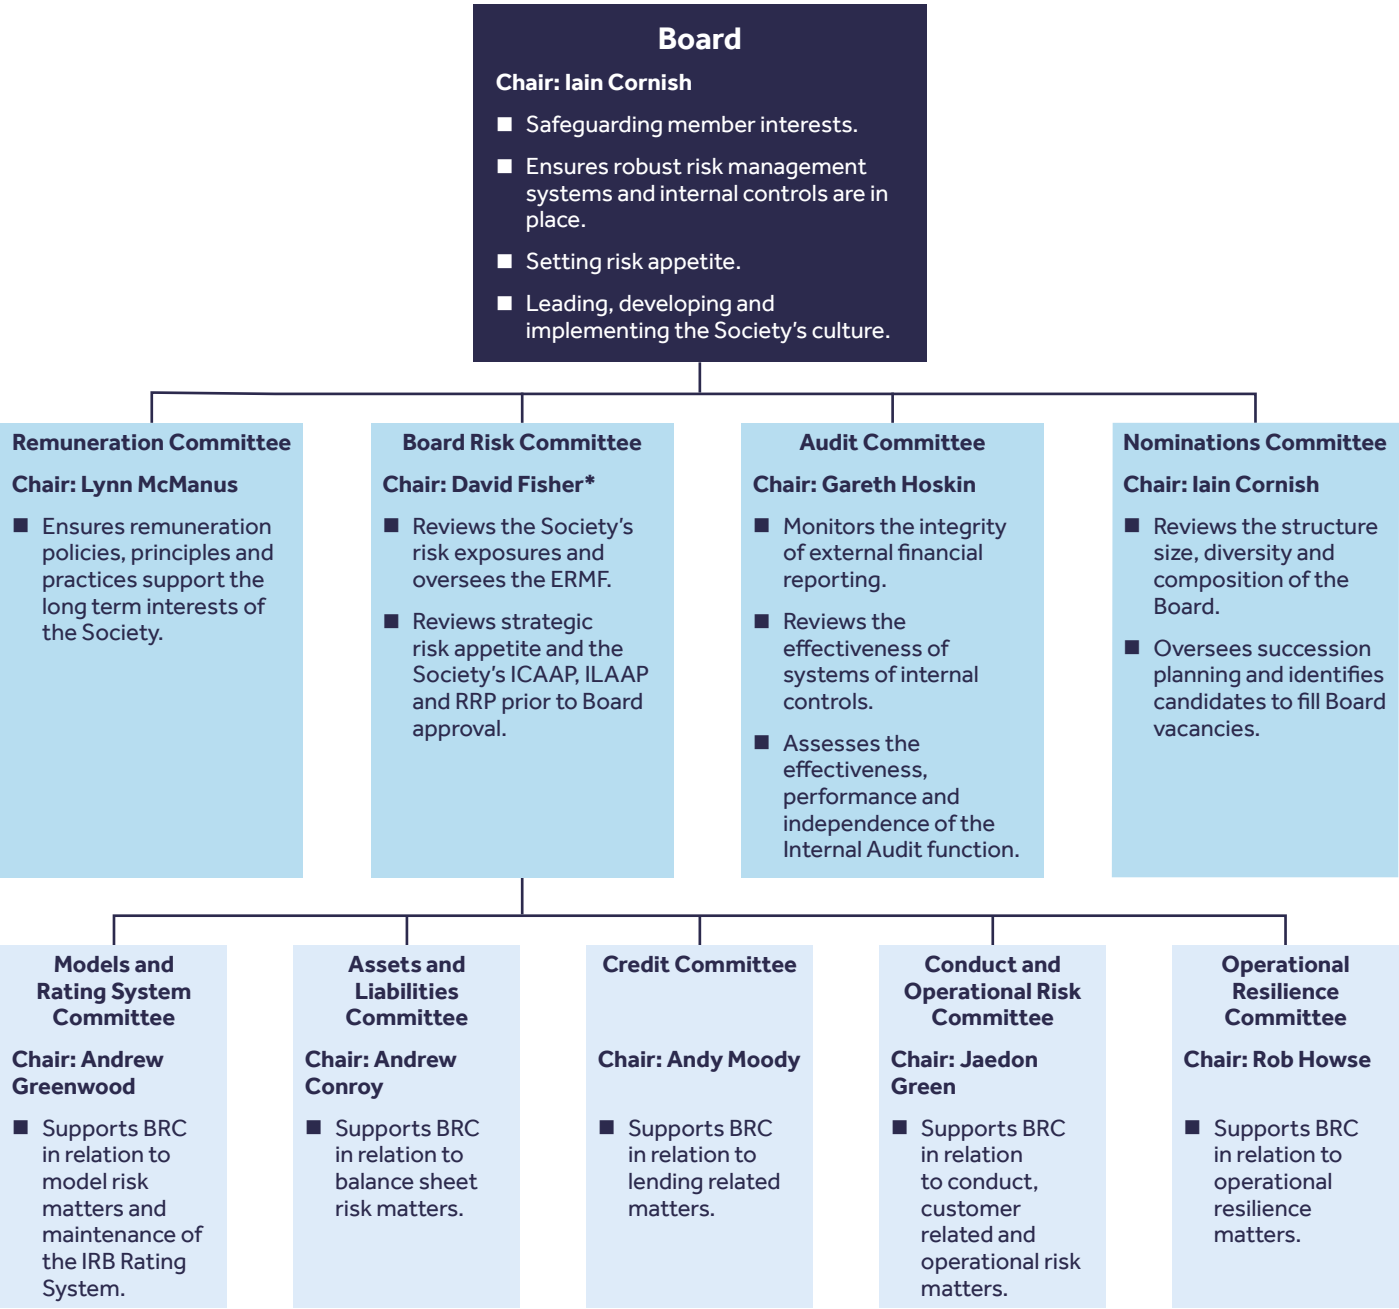 Board
Chair: Iain Cornish
Safeguarding member interests.
Ensures robust risk management
systems and internal controls are in
place.
Setting risk appetite.
Leading, developing and
implementing the Society's culture.
Remuneration Committee
Chair: Lynn McManus
Ensures remuneration
policies, principles and
practices support the
long term interests of
the Society.
Board Risk Committee
Chair: David Fisher*
Reviews the Society's
risk exposures and
oversees the ERMF.
Reviews strategic
risk appetite and the
Society's ICAAP, ILAAP
and RRP prior to Board
approval.
Audit Committee
Chair: Gareth Hoskin
Monitors the integrity
of external financial
reporting.
Reviews the
effectiveness of
systems of internal
controls.
Assesses the
effectiveness,
performance and
independence of the
Internal Audit function.
Nominations Committee
Chair: Iain Cornish
Reviews the structure
size, diversity and
composition of the
Board.
Oversees succession
planning and identifies
candidates to fill Board
vacancies.
Models and
Rating System
Committee
Chair: Andrew
Greenwood
Supports BRC
in relation to
model risk
matters and
maintenance of
the IRB Rating
System.
Assets and
Liabilities
Committee
Chair: Andrew
Conroy
Supports BRC
in relation to
balance sheet
risk matters.
Credit Committee
Chair: Andy Moody
Supports BRC
in relation to
lending related
matters.
Conduct and
Operational Risk
Committee
Chair: Jaedon
Green
Supports BRC
in relation
to conduct,
customer
related and
operational risk
matters.
Operational
Resilience
Committee
Chair: Rob Howse
Supports BRC
in relation to
operational
resilience
matters.